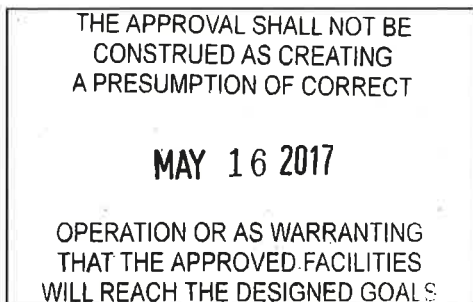 THE APPROVAL SHALL NOT BE
CONSTRUED AS CREATING
A PRESUMPTION OF CORRECT
MAY 16 2017
OPERATION OR AS WARRANTING
THAT THE APPROVED FACILITIES
WILL REACH THE DESIGNED GOALS